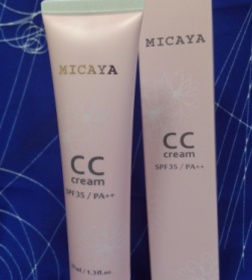 MICAYA
CC
cream
SPF35 / PA++
MICAYA
CC
cream
SPF35 / PA++